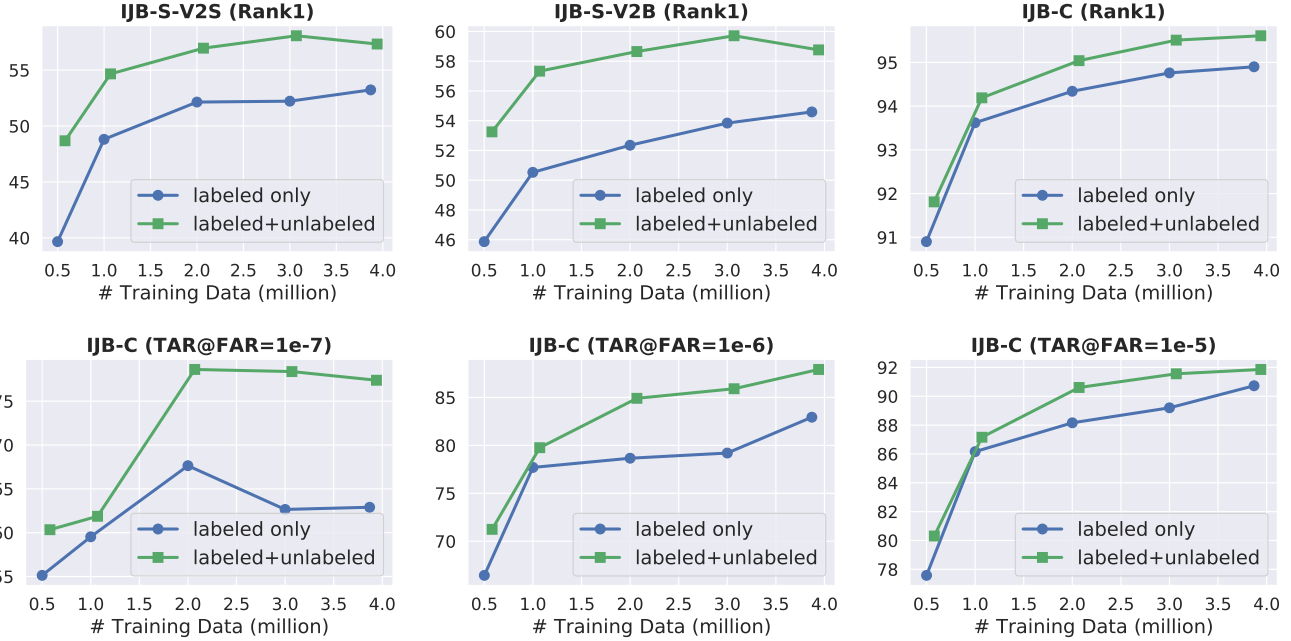 IJB-S-V2S (Rank1)
55
50
45
40
labeled only
labeled+unlabeled
0.5 1.0 1.5 2.0 2.5 3.0 3.5 4.0
# Training Data (million)
IJB-S-V2B (Rank1)
60
58
56
54
52
50
48
46
labeled only
labeled+unlabeled
0.5 1.0 1.5 2.0 2.5 3.0 3.5 4.0
# Training Data (million)
IJB-C (Rank1)
95
94
93
92
91
labeled only
labeled+unlabeled
0.5 1.0 1.5 2.0 2.5 3.0 3.5 4.0
# Training Data (million)
IJB-C (TAR@FAR=1e-7)
labeled only
labeled+unlabeled
0.5 1.0 1.5 2.0 2.5 3.0 3.5 4.0
# Training Data (million)
IJB-C (TAR@FAR=1e-6)
85
80
75
70
labeled only
labeled+unlabeled
0.5 1.0 1.5 2.0 2.5 3.0 3.5 4.0
# Training Data (million)
IJB-C (TAR@FAR=1e-5)
92
90
88
86
84
82
80
78
labeled only
labeled+unlabeled
0.5 1.0 1.5 2.0 2.5 3.0 3.5 4.0
# Training Data (million)